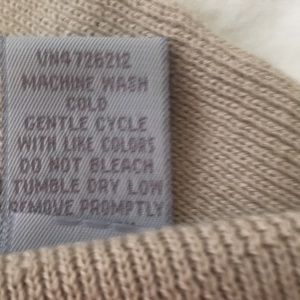 VN4726212
MACHINE WASH
COLD
GENTLE CYCLE
WITH LIKE COLORS
DO NOT BLEACH
TUMBLE DRY LOW
REMOVE PROMPTLY